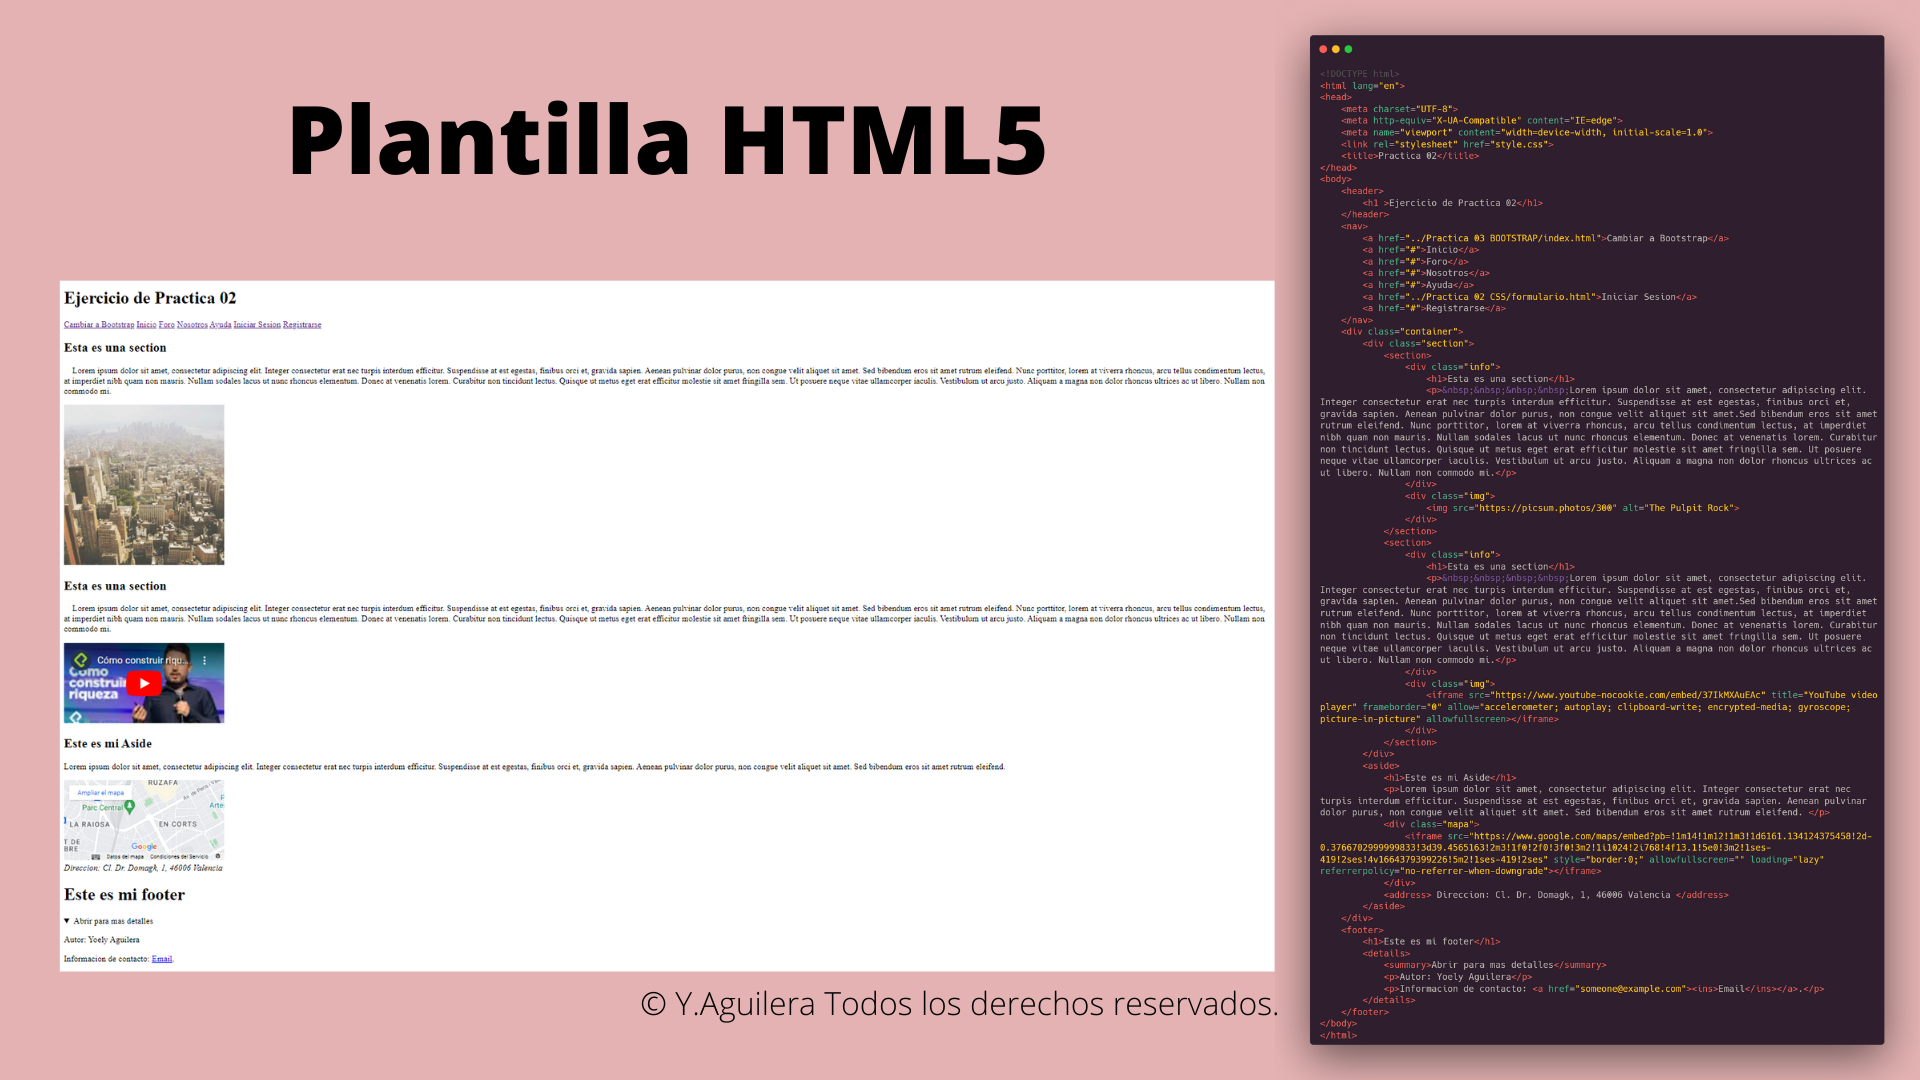 Plantilla HTML5
Ejercicio de Practica 02
Cambiar a Bootstrap Inicio Foro Nosotros Ayuda Iniciar Sesion Registrarse
Esta es una section
Lorem ipsum dolor sit amet, consectetur adipiscing elit. Integer consectetur erat nec turpis interdum efficitur. Suspendisse at est egestas, finibus orci et, gravida sapien. Aenean pulvinar dolor purus, non congue velit aliquet sit amet. Sed bibendum eros sit amet rutrum eleifend. Nunc porttitor, lorem at viverra rhoncus, arcu tellus condimentum lectus,
at imperdiet nibh quam non mauris. Nullam sodales lacus ut nunc rhoncus elementum. Donec at venenatis lorem. Curabitur non tincidunt lectus. Quisque ut metus eget erat efficitur molestie sit amet fringilla sem. Ut posuere neque vitae ullamcorper iaculis. Vestibulum ut arcu justo. Aliquam a magna non dolor rhoncus ultrices ac ut libero. Nullam non
commodo mi.
Esta es una section
Lorem ipsum dolor sit amet, consectetur adipiscing elit. Integer consectetur erat nec turpis interdum efficitur. Suspendisse at est egestas, finibus orci et, gravida sapien. Aenean pulvinar dolor purus, non congue velit aliquet sit amet. Sed bibendum eros sit amet rutrum eleifend. Nunc porttitor, lorem at viverra rhoncus, arcu tellus condimentum lectus,
at imperdiet nibh quam non mauris. Nullam sodales lacus ut nunc rhoncus elementum. Donec at venenatis lorem. Curabitur non tincidunt lectus. Quisque ut metus eget erat efficitur molestie sit amet fringilla sem. Ut posuere neque vitae ullamcorper iaculis. Vestibulum ut arcu justo. Aliquam a magna non dolor rhoncus ultrices ac ut libero. Nullam non
commodo mi.
Cómo construir riqu...
Cómo
construir
riqueza
Este es mi Aside
Lorem ipsum dolor sit amet, consectetur adipiscing elit. Integer consectetur erat nec turpis interdum efficitur. Suspendisse at est egestas, finibus orci et, gravida sapien. Aenean pulvinar dolor purus, non congue velit aliquet sit amet. Sed bibendum eros sit amet rutrum eleifend.
RUZAFA
Ampliar el mapa
Parc Central
LA RAIOSA
EN CORTS
Google
Datos del mapa Condiciones del Servicio
Direccion: Cl. Dr. Domagk, 1, 46006 Valencia
Este es mi footer
▼ Abrir para mas detalles
Autor: Yoely Aguilera
Informacion de contacto: Email.
© Y.Aguilera Todos los derechos reservados.
<!DOCTYPE html>
<html lang="en">
<head>
<meta charset="UTF-8">
<meta http-equiv="X-UA-Compatible" content="IE=edge">
<meta name="viewport" content="width=device-width, initial-scale=1.0">
<link rel="stylesheet" href="style.css">
<title>Practica 02</title>
</head>
<body>
<header>
<h1 >Ejercicio de Practica 02</h1>
</header>
<nav>
<a href="../Practica 03 BOOTSTRAP/index.html">Cambiar a Bootstrap</a>
<a href="#">Inicio</a>
<a href="#">Foro</a>
<a href="#">Nosotros</a>
<a href="#">Ayuda</a>
<a href="../Practica 02 CSS/formulario.html">Iniciar Sesion</a>
<a href="#">Registrarse</a>
</nav>
<div class="container">
<div class="section">
<section>
<div class="info">
<h1>Esta es una section</h1>
<p>&nbsp;&nbsp;&nbsp;&nbsp;Lorem ipsum dolor sit amet, consectetur adipiscing elit.
Integer consectetur erat nec turpis interdum efficitur. Suspendisse at est egestas, finibus orci et,
gravida sapien. Aenean pulvinar dolor purus, non congue velit aliquet sit amet.Sed bibendum eros sit amet
rutrum eleifend. Nunc porttitor, lorem at viverra rhoncus, arcu tellus condimentum lectus, at imperdiet
nibh quam non mauris. Nullam sodales lacus ut nunc rhoncus elementum. Donec at venenatis lorem. Curabitur
non tincidunt lectus. Quisque ut metus eget erat efficitur molestie sit amet fringilla sem. Ut posuere
neque vitae ullamcorper iaculis. Vestibulum ut arcu justo. Aliquam a magna non dolor rhoncus ultrices ac
ut libero. Nullam non commodo mi.</p>
</div>
<div class="img">
<img src="https://picsum.photos/300" alt="The Pulpit Rock">
</div>
</section>
<section>
<div class="info">
<h1>Esta es una section</h1>
<p>&nbsp;&nbsp;&nbsp;&nbsp;Lorem ipsum dolor sit amet, consectetur adipiscing elit.
Integer consectetur erat nec turpis interdum efficitur. Suspendisse at est egestas, finibus orci et,
gravida sapien. Aenean pulvinar dolor purus, non congue velit aliquet sit amet.Sed bibendum eros sit amet
rutrum eleifend. Nunc porttitor, lorem at viverra rhoncus, arcu tellus condimentum lectus, at imperdiet
nibh quam non mauris. Nullam sodales lacus ut nunc rhoncus elementum. Donec at venenatis lorem. Curabitur
non tincidunt lectus. Quisque ut metus eget erat efficitur molestie sit amet fringilla sem. Ut posuere
neque vitae ullamcorper iaculis. Vestibulum ut arcu justo. Aliquam a magna non dolor rhoncus ultrices ac
ut libero. Nullam non commodo mi.</p>
</div>
<div class="img">
<iframe src="https://www.youtube-nocookie.com/embed/37IkMXAuEAc" title="YouTube video
player" frameborder="0" allow="accelerometer; autoplay; clipboard-write; encrypted-media; gyroscope;
picture-in-picture" allowfullscreen></iframe>
</div>
</section>
</div>
<aside>
<h1>Este es mi Aside</h1>
<p>Lorem ipsum dolor sit amet, consectetur adipiscing elit. Integer consectetur erat nec
turpis interdum efficitur. Suspendisse at est egestas, finibus orci et, gravida sapien. Aenean pulvinar
dolor purus, non congue velit aliquet sit amet. Sed bibendum eros sit amet rutrum eleifend. </p>
<div class="mapa">
<iframe src="https://www.google.com/maps/embed?pb=!1m14!1m12!1m3!1d6161.134124375458!2d-
0.3766702999999833!3d39.4565163!2m3!1f0!2f0!3f0!3m2!1i1024!2i768!4f13.1!5e0!3m2!1ses-
419!2ses!4v1664379399226!5m2!1ses-419!2ses" style="border:0;" allowfullscreen="" loading="lazy"
referrerpolicy="no-referrer-when-downgrade"></iframe>
</div>
<address> Direccion: Cl. Dr. Domagk, 1, 46006 Valencia </address>
</aside>
</div>
<footer>
<h1>Este es mi footer</h1>
<details>
<summary>Abrir para mas detalles</summary>
<p>Autor: Yoely Aguilera</p>
<p>Informacion de contacto: <a href="someone@example.com"><ins>Email</ins></a>.</p>
</details>
</footer>
</body>
</html>